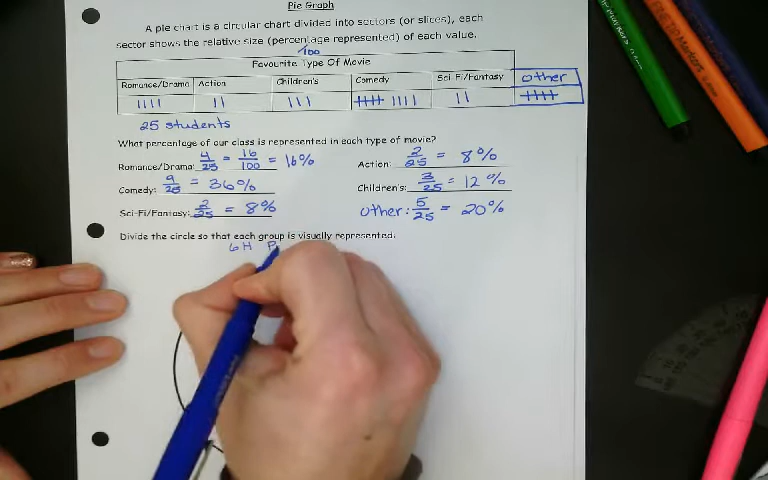 Pie Graph
A pie chart is a circular chart divided into sectors (or slices), each
sector shows the relative size (percentage represented) of each value.
/100
Favourite Type Of Movie
Romance/Drama Action Children's Comedy Sci Fi/Fantasy other
25 students
What percentage of our class is represented in each type of movie?
Romance/Drama: 4/25 = 16/100 = 16% Action: 2/25 = 8%
Comedy: 9/25 = 36% Children's: 3/25 = 12%
Sci-Fi/Fantasy: 2/25 = 8% other: 5/25 = 20%
Divide the circle so that each group is visually represented.
6H